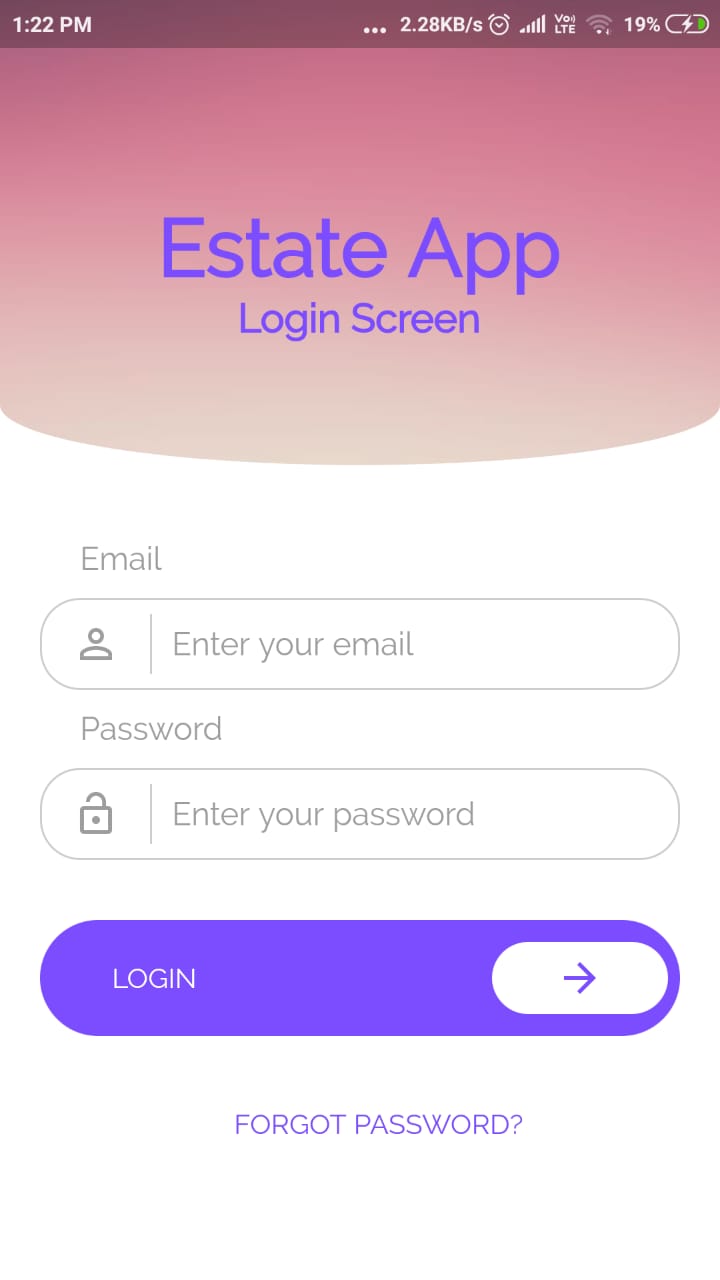 1:22 PM ... 2.28KB/s Vo)) LTE 19%
Estate App
Login Screen
Email
Enter your email
Password
Enter your password
LOGIN
FORGOT PASSWORD?